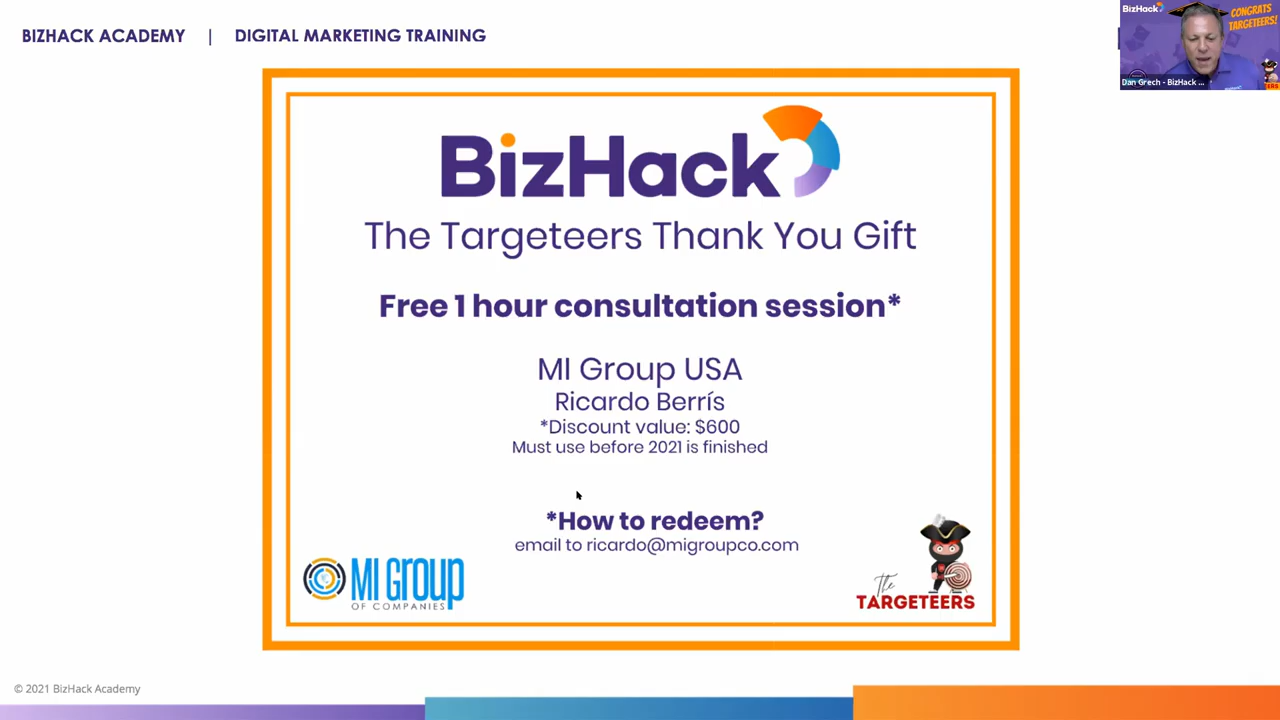 BIZHACK ACADEMY | DIGITAL MARKETING TRAINING
BizHack
CONGRATS
TARGETEERS!
Dan Grech - BizHack ...
BizHack
The Targeteers Thank You Gift
Free 1 hour consultation session*
MI Group USA
Ricardo Berrís
*Discount value: $600
Must use before 2021 is finished
*How to redeem?
email to ricardo@migroupco.com
MI GROUP
OF COMPANIES
The
TARGETEERS
© 2021 BizHack Academy